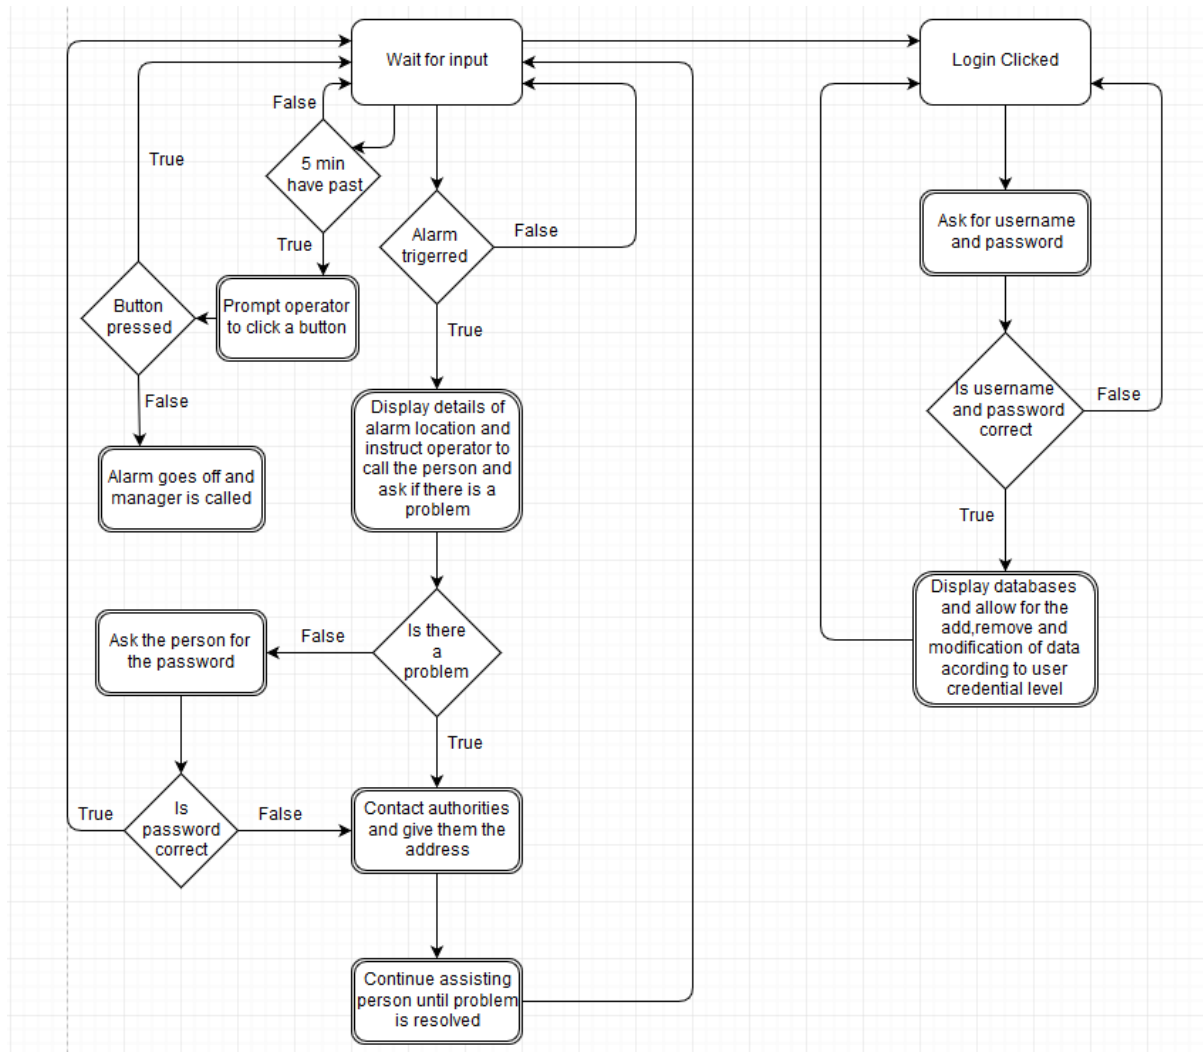 Wait for input
Login Clicked
False
True
5 min
have past
Alarm
trigerred
False
True
Ask for username
and password
Button
pressed
Prompt operator
to click a button
True
False
Is username
and password
correct
False
Display details of
alarm location and
instruct operator to
call the person and
ask if there is a
problem
Alarm goes off and
manager is called
True
Display databases
and allow for the
add,remove and
modification of data
acording to user
credential level
Ask the person for
the password
False
Is there
a
problem
True
True
Is
password
correct
False
Contact authorities
and give them the
address
Continue assisting
person until problem
is resolved